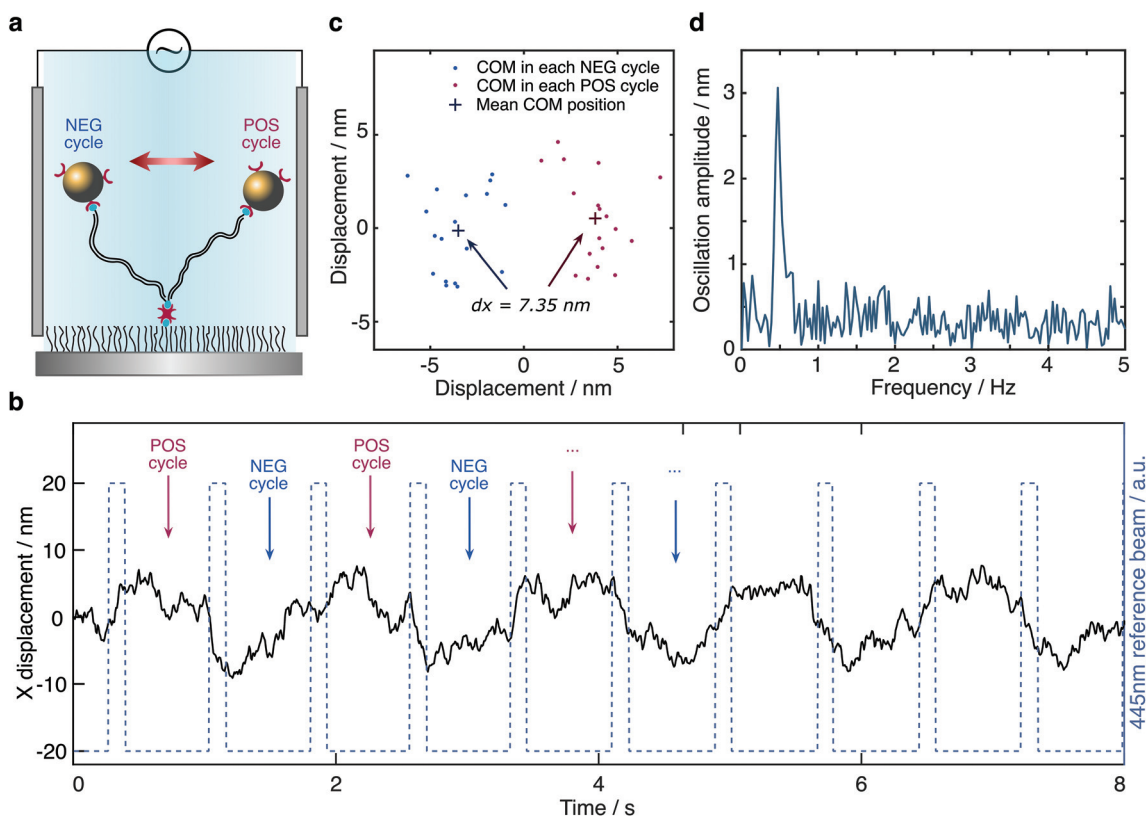 a
NEG
cycle
POS
cycle
c
COM in each NEG cycle
COM in each POS cycle
Mean COM position
Displacement / nm
5
0
-5
dx = 7.35 nm
-5
0
5
Displacement / nm
d
Oscillation amplitude / nm
3
2
1
0
0
1
2
3
4
5
Frequency / Hz
b
X displacement / nm
20
10
0
-10
-20
POS
cycle
NEG
cycle
POS
cycle
NEG
cycle
...
...
445nm reference beam / a.u.
0
2
4
6
8
Time / s